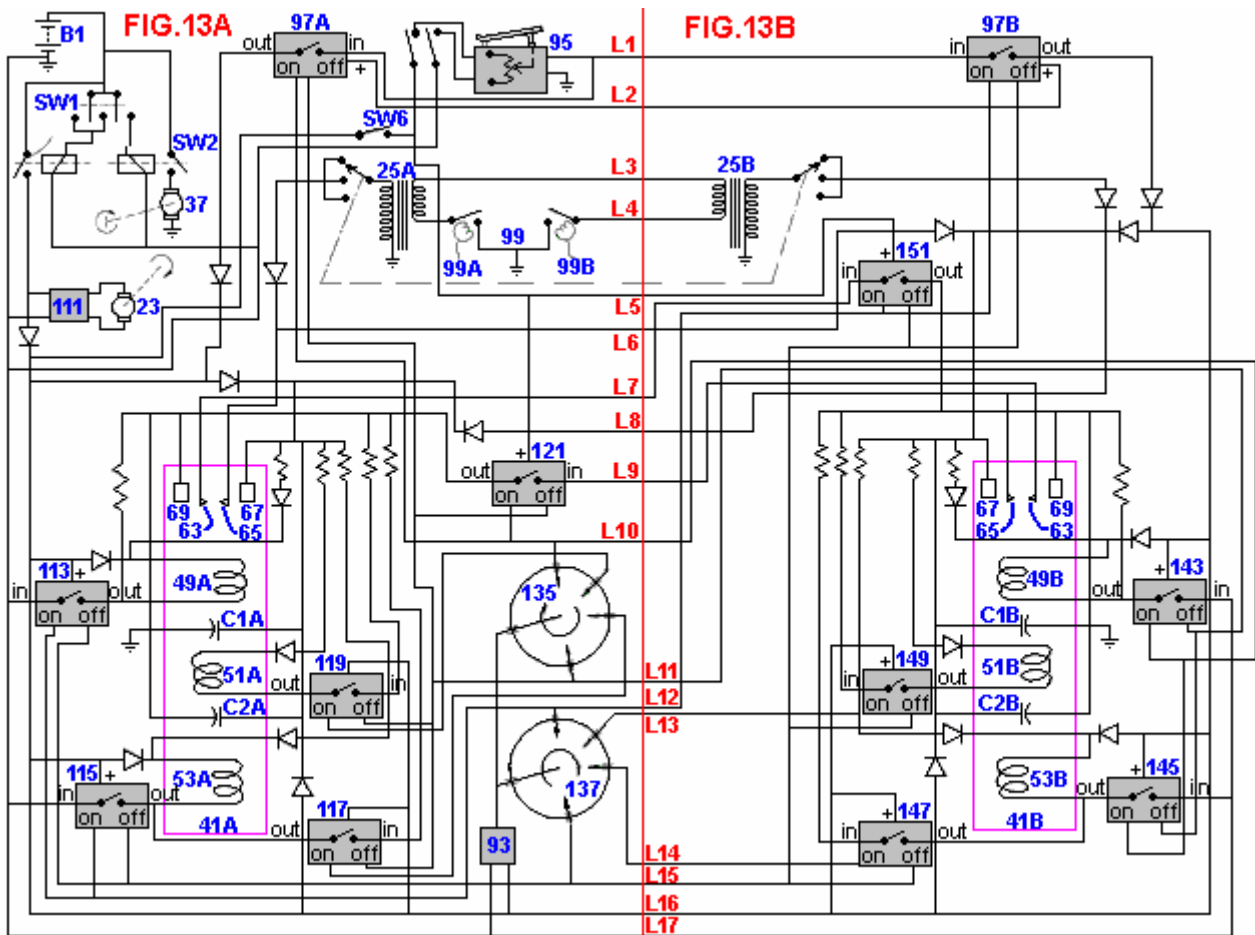 FIG.13A FIG.13B
B1
97A
out in
on off +
95
L1
97B
in out
on off +
L2
SW1
SW6
SW2
25A
L3
25B
37
L4
99
99A 99B
151
+
in out
on off
111 23
L5
L6
L7
L8
121
+
out in
on off
L9
69 67
63 65
67 69
65 63
L10
113
+
in out
on off
49A
135
49B
143
+
out in
on off
C1A
C1B
51A
119
out in
on off
L11
149
+
out
on off
51B
C2A
L12
L13
C2B
115
+
in out
on off
53A
137
53B
145
+
out in
on off
41A
117
out in
on off
93
147
+
in out
on off
41B
L14
L15
L16
L17